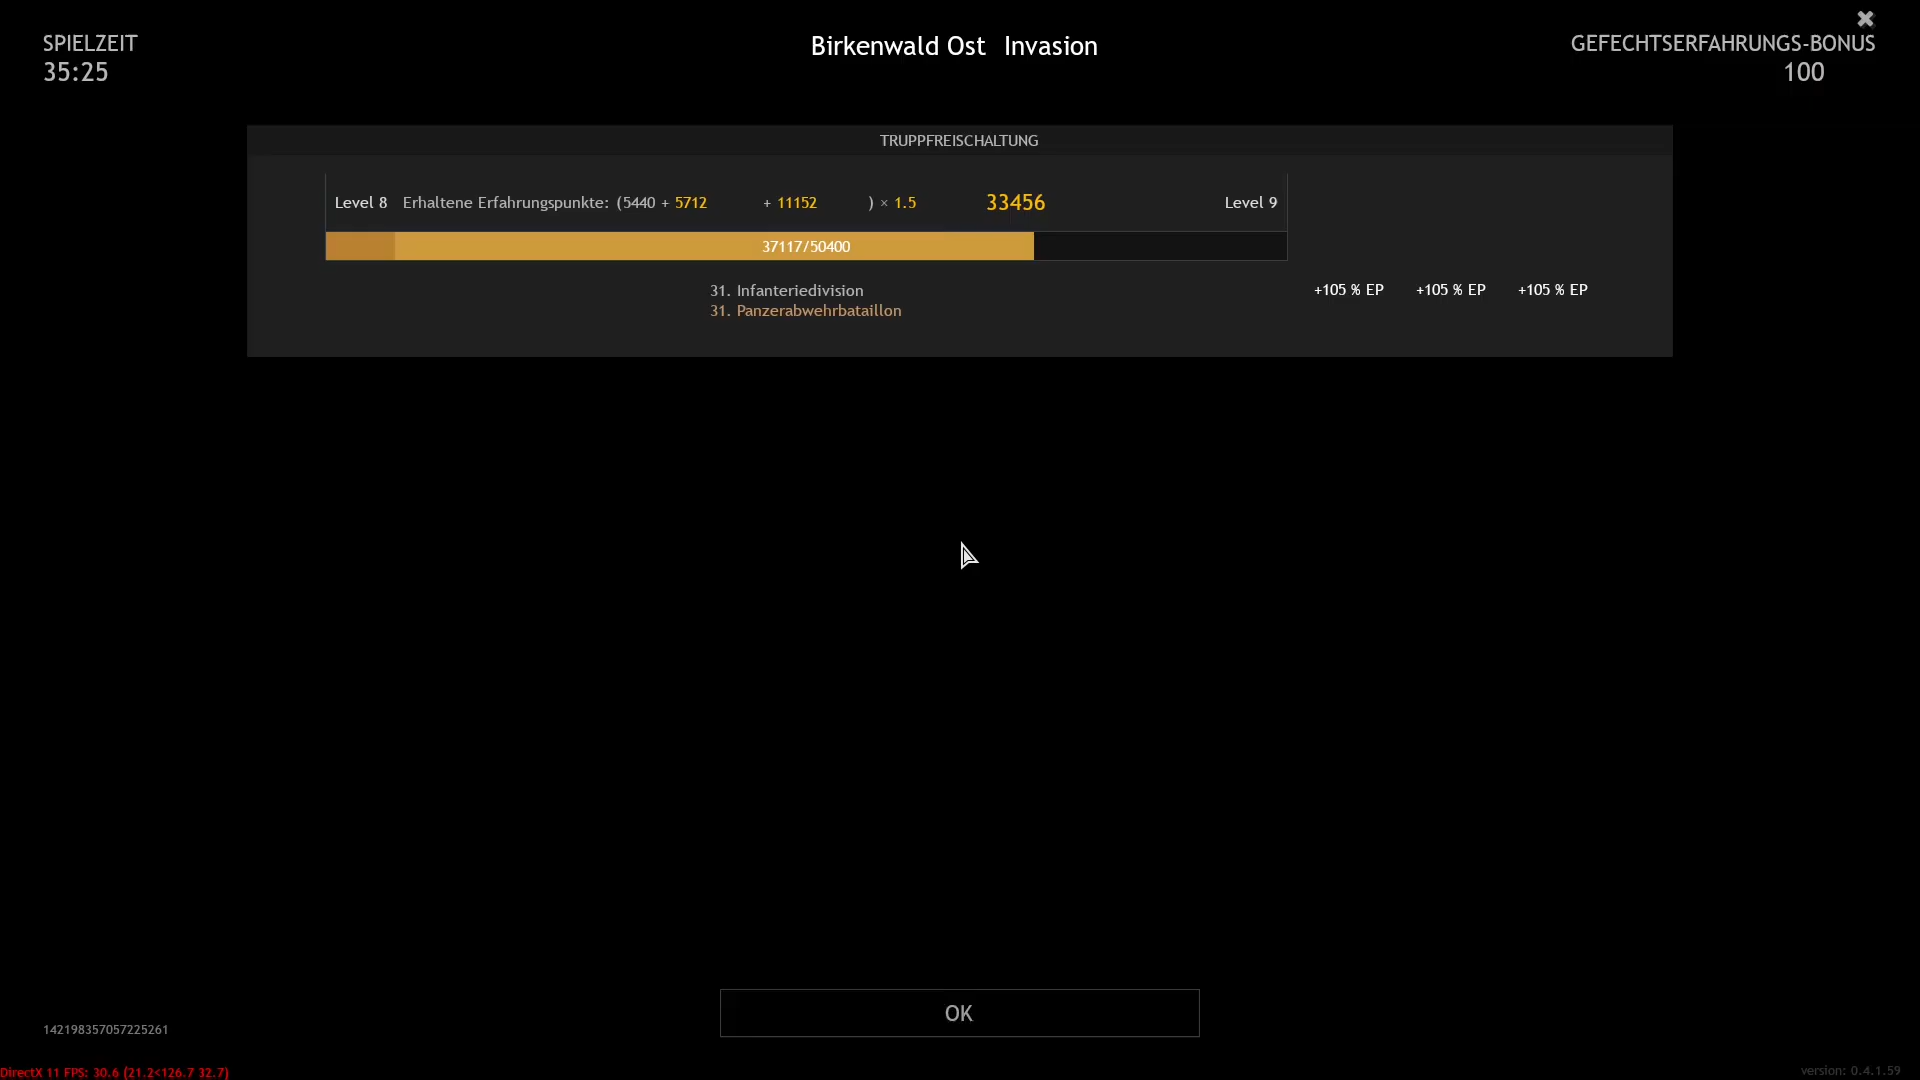 SPIELZEIT
35:25
Birkenwald Ost Invasion
GEFECHTSERFAHRUNGS-BONUS
100
TRUPPFREISCHALTUNG
Level 8 Erhaltene Erfahrungspunkte: (5440 + 5712 + 11152 ) × 1.5 33456 Level 9
37117/50400
31. Infanteriedivision
31. Panzerabwehrbataillon
+105 % EP +105 % EP +105 % EP
OK
142198357057225261
DirectX 11 FPS: 30.6 (21.2<126.7 32.7)
version: 0.4.1.59